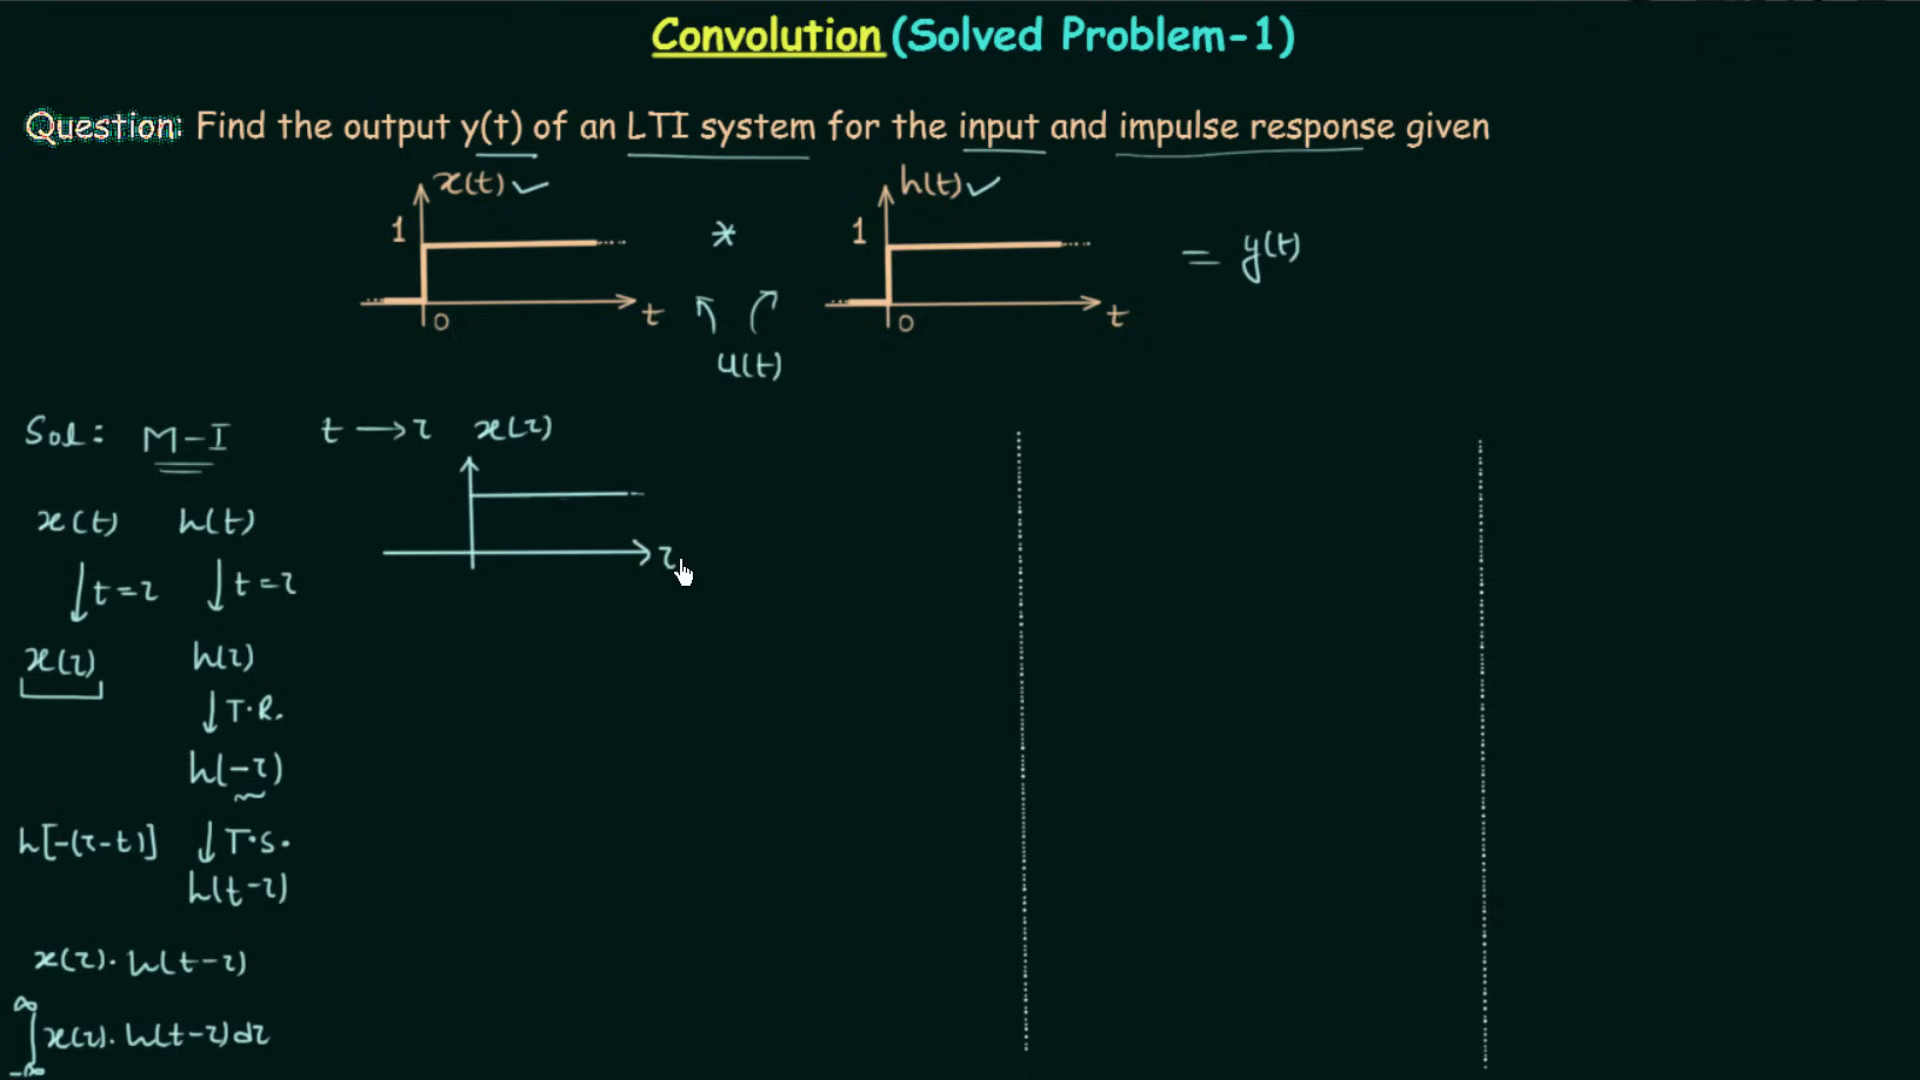 Convolution (Solved Problem-1)
Question: Find the output y(t) of an LTI system for the input and impulse response given
x(t) ✓
1
0
t
*
u(t)
h(t) ✓
1
0
t
= y(t)
Sol: M-I
x(t) h(t)
↓ t=τ ↓ t=τ
x(τ) h(τ)
↓ T.R.
h(-τ)
h[-(τ-t)] ↓ T.S.
h(t-τ)
x(τ). h(t-τ)
∞
∫ x(τ). h(t-τ)dτ
-∞
t → τ x(τ)
τ